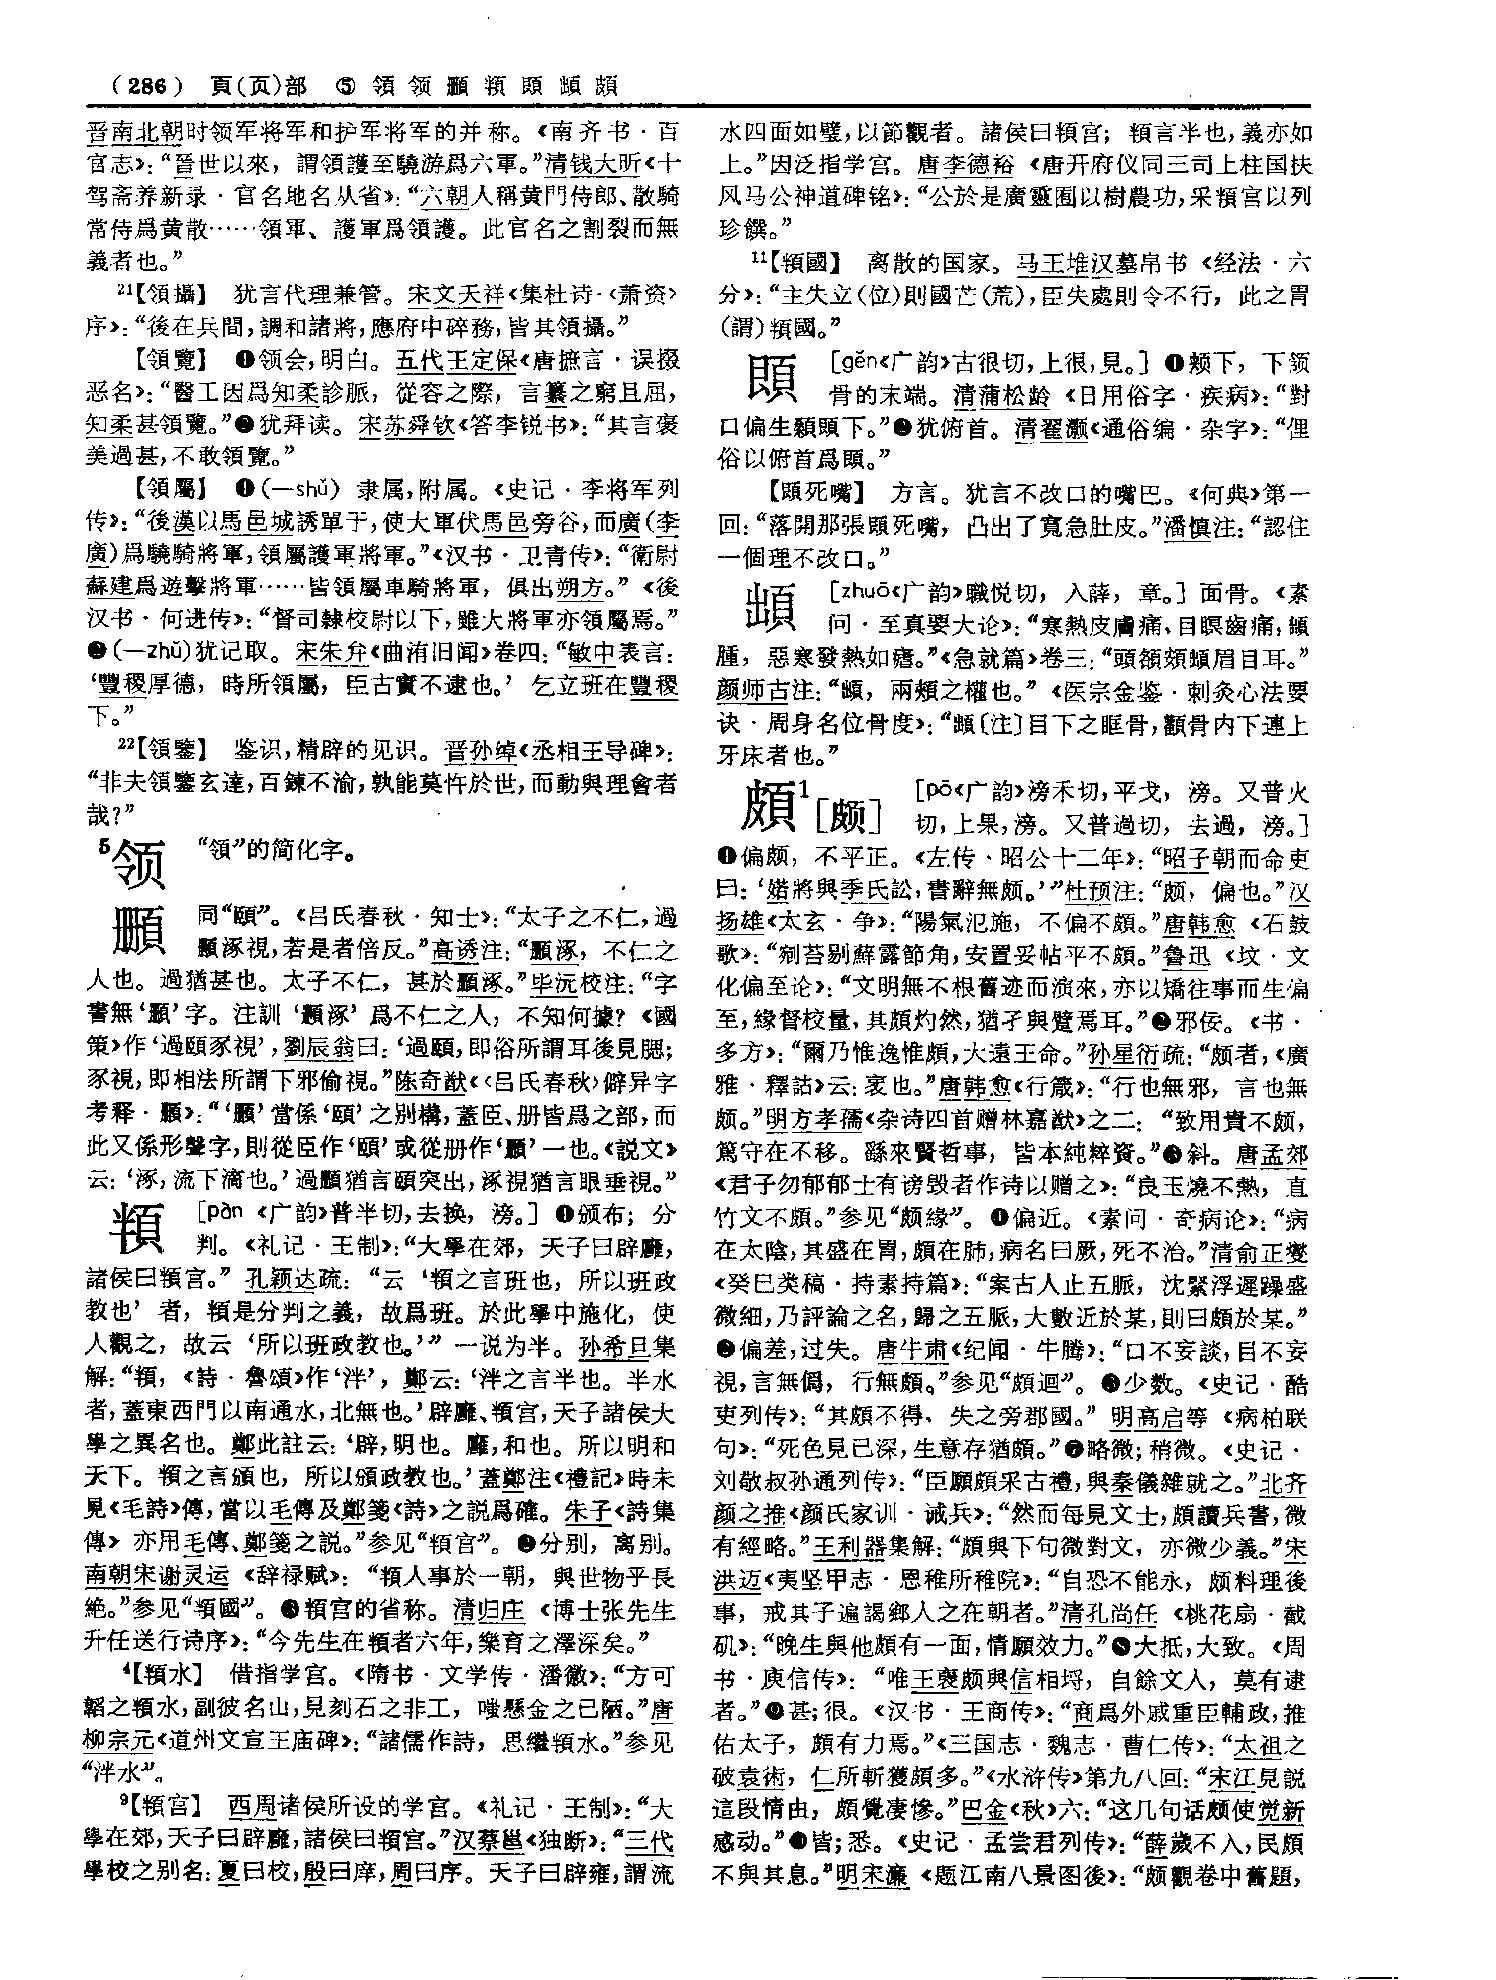 (286) 頁(页)部 ⑤ 領 领 䫜 頖 頣 䪼 頗
晋南北朝时领军将军和护军将军的并称。《南齐书·百
官志》：“晉世以來，謂領護至驍游爲六軍。”清钱大昕《十
驾斋养新录·官名地名从省》：“六朝人稱黄門侍郎、散騎
常侍爲黄散……領軍、護軍爲領護。此官名之割裂而無
義者也。”
21【領攝】 犹言代理兼管。宋文天祥《集杜诗·〈萧资〉
序》：“後在兵間，調和諸將，應府中碎務，皆其領攝。”
【領覽】 ❶领会，明白。五代王定保《唐摭言·误掇
恶名》：“醫工因爲知柔診脈，從容之際，言纂之窮且屈，
知柔甚領覽。”❷犹拜读。宋苏舜钦《答李锐书》：“其言褒
美過甚，不敢領覽。”
【領屬】 ❶(—shǔ) 隶属，附属。《史记·李将军列
传》：“後漢以馬邑城誘單于，使大軍伏馬邑旁谷，而廣(李
廣)爲驍騎將軍，領屬護軍將軍。”《汉书·卫青传》：“衛尉
蘇建爲遊擊將軍……皆領屬車騎將軍，俱出朔方。”《後
汉书·何进传》：“督司隸校尉以下，雖大將軍亦領屬焉。”
❷(—zhǔ)犹记取。宋朱弁《曲洧旧闻》卷四：“敏中表言：
‘豐稷厚德，時所領屬，臣古實不逮也。’乞立班在豐稷
下。”
22【領鑒】 鉴识，精辟的见识。晋孙绰《丞相王导碑》：
“非夫領鑒玄達，百鍊不渝，孰能莫忤於世，而動與理會者
哉？”
5领 “領”的简化字。
䫜 同“頤”。《吕氏春秋·知士》：“太子之不仁，過
䫜涿視，若是者倍反。”高诱注：“䫜涿，不仁之
人也。過猶甚也。太子不仁，甚於䫜涿。”毕沅校注：“字
書無‘䫜’字。注訓‘䫜涿’爲不仁之人，不知何據？《國
策》作‘過頤豕視’，劉辰翁曰：‘過頤，即俗所謂耳後見腮；
豕視，即相法所謂下邪偷視。”陈奇猷《〈吕氏春秋〉僻异字
考释·䫜》：“‘䫜’當係‘頤’之别構，蓋臣、册皆爲之部，而
此又係形聲字，則從臣作‘頤’或從册作‘䫜’一也。《説文》
云：‘涿，流下滴也。’過䫜猶言頤突出，涿視猶言眼垂視。”
頖 [pàn《广韵》普半切，去换，滂。] ❶颁布；分
判。《礼记·王制》：“大學在郊，天子曰辟廱，
諸侯曰頖宫。”孔颖达疏：“云‘頖之言班也，所以班政
教也’者，頖是分判之義，故爲班。於此學中施化，使
人觀之，故云‘所以班政教也。’”一说为半。孙希旦集
解：“頖，《詩·魯頌》作‘泮’，鄭云：‘泮之言半也。半水
者，蓋東西門以南通水，北無也。’辟廱、頖宫，天子諸侯大
學之異名也。鄭此註云：‘辟，明也。廱，和也。所以明和
天下。頖之言頒也，所以頒政教也。’蓋鄭注《禮記》時未
見《毛詩》傳，當以毛傳及鄭箋《詩》之説爲確。朱子《詩集
傳》亦用毛傳、鄭箋之説。”参见“頖宫”。❷分别，离别。
南朝宋谢灵运《辞禄赋》：“頖人事於一朝，與世物乎長
絶。”参见“頖國”。❸頖宫的省称。清归庄《博士张先生
升任送行诗序》：“今先生在頖者六年，樂育之澤深矣。”
4【頖水】 借指学宫。《隋书·文学传·潘徽》：“方可
韜之頖水，副彼名山，見刻石之非工，嗤懸金之已陋。”唐
柳宗元《道州文宣王庙碑》：“諸儒作詩，思繼頖水。”参见
“泮水”。
9【頖宫】 西周诸侯所设的学宫。《礼记·王制》：“大
學在郊，天子曰辟廱，諸侯曰頖宫。”汉蔡邕《独断》：“三代
學校之别名：夏曰校，殷曰庠，周曰序。天子曰辟雍，謂流
水四面如璧，以節觀者。諸侯曰頖宫；頖言半也，義亦如
上。”因泛指学宫。唐李德裕《唐开府仪同三司上柱国扶
风马公神道碑铭》：“公於是廣靈囿以樹農功，采頖宫以列
珍饌。”
11【頖國】 离散的国家。马王堆汉墓帛书《经法·六
分》：“主失立(位)則國芒(荒)，臣失處則令不行，此之胃
(謂)頖國。”
頣 [gěn《广韵》古很切，上很，見。] ❶颊下，下颔
骨的末端。清蒲松龄《日用俗字·疾病》：“對
口偏生顙頣下。”❷犹俯首。清翟灏《通俗编·杂字》：“俚
俗以俯首爲頣。”
【頣死嘴】 方言。犹言不改口的嘴巴。《何典》第一
回：“落開那張頣死嘴，凸出了寬急肚皮。”潘慎注：“認住
一個理不改口。”
䪼 [zhuō《广韵》職悦切，入薛，章。] 面骨。《素
问·至真要大论》：“寒熱皮膚痛、目瞑齒痛，䪼
腫，惡寒發熱如瘧。”《急就篇》卷三：“頭頟頞䪼眉目耳。”
颜师古注：“䪼，兩頰之權也。”《医宗金鉴·刺灸心法要
诀·周身名位骨度》：“䪼〔注〕目下之眶骨，顴骨内下連上
牙床者也。”
頗1[颇] [pō《广韵》滂禾切，平戈，滂。又普火
切，上果，滂。又普過切，去過，滂。]
❶偏颇，不平正。《左传·昭公十二年》：“昭子朝而命吏
曰：‘婼將與季氏訟，書辭無頗。’”杜预注：“颇，偏也。”汉
扬雄《太玄·争》：“陽氣氾施，不偏不頗。”唐韩愈《石鼓
歌》：“剜苔剔蘚露節角，安置妥帖平不頗。”鲁迅《坟·文
化偏至论》：“文明無不根舊迹而演來，亦以矯往事而生偏
至，緣督校量，其頗灼然，猶孑與躄焉耳。”❷邪佞。《书·
多方》：“爾乃惟逸惟頗，大遠王命。”孙星衍疏：“颇者，《廣
雅·釋詁》云：衺也。”唐韩愈《行箴》：“行也無邪，言也無
颇。”明方孝孺《杂诗四首赠林嘉猷》之二：“致用貴不頗，
篤守在不移。繇來賢哲事，皆本純粹資。”❸斜。唐孟郊
《君子勿郁郁士有谤毁者作诗以赠之》：“良玉燒不熱，直
竹文不頗。”参见“颇緣”。❹偏近。《素问·奇病论》：“病
在太陰，其盛在胃，頗在肺，病名曰厥，死不治。”清俞正燮
《癸巳类稿·持素持篇》：“案古人止五脈，沈緊浮遲躁盛
微細，乃評論之名，歸之五脈，大數近於某，則曰頗於某。”
❺偏差，过失。唐牛肃《纪闻·牛腾》：“口不妄談，目不妄
視，言無僞，行無頗。”参见“頗迴”。❻少数。《史记·酷
吏列传》：“其頗不得，失之旁郡國。”明高启等《病柏联
句》：“死色見已深，生意存猶頗。”❼略微；稍微。《史记·
刘敬叔孙通列传》：“臣願頗采古禮，與秦儀雜就之。”北齐
颜之推《颜氏家训·诫兵》：“然而每見文士，頗讀兵書，微
有經略。”王利器集解：“頗與下句微對文，亦微少義。”宋
洪迈《夷坚甲志·恩稚所稚院》：“自恐不能永，颇料理後
事，戒其子遍謁鄉人之在朝者。”清孔尚任《桃花扇·截
矶》：“晚生與他頗有一面，情願效力。”❽大抵，大致。《周
书·庾信传》：“唯王褒颇與信相埒，自餘文人，莫有逮
者。”❾甚；很。《汉书·王商传》：“商爲外戚重臣輔政，推
佑太子，頗有力焉。”《三国志·魏志·曹仁传》：“太祖之
破袁術，仁所斬獲頗多。”《水浒传》第九八回：“宋江見説
這段情由，頗覺凄慘。”巴金《秋》六：“这几句话颇使觉新
感动。”❿皆；悉。《史记·孟尝君列传》：“薛歲不入，民頗
不與其息。”明宋濂《题江南八景图後》：“颇觀卷中舊題，